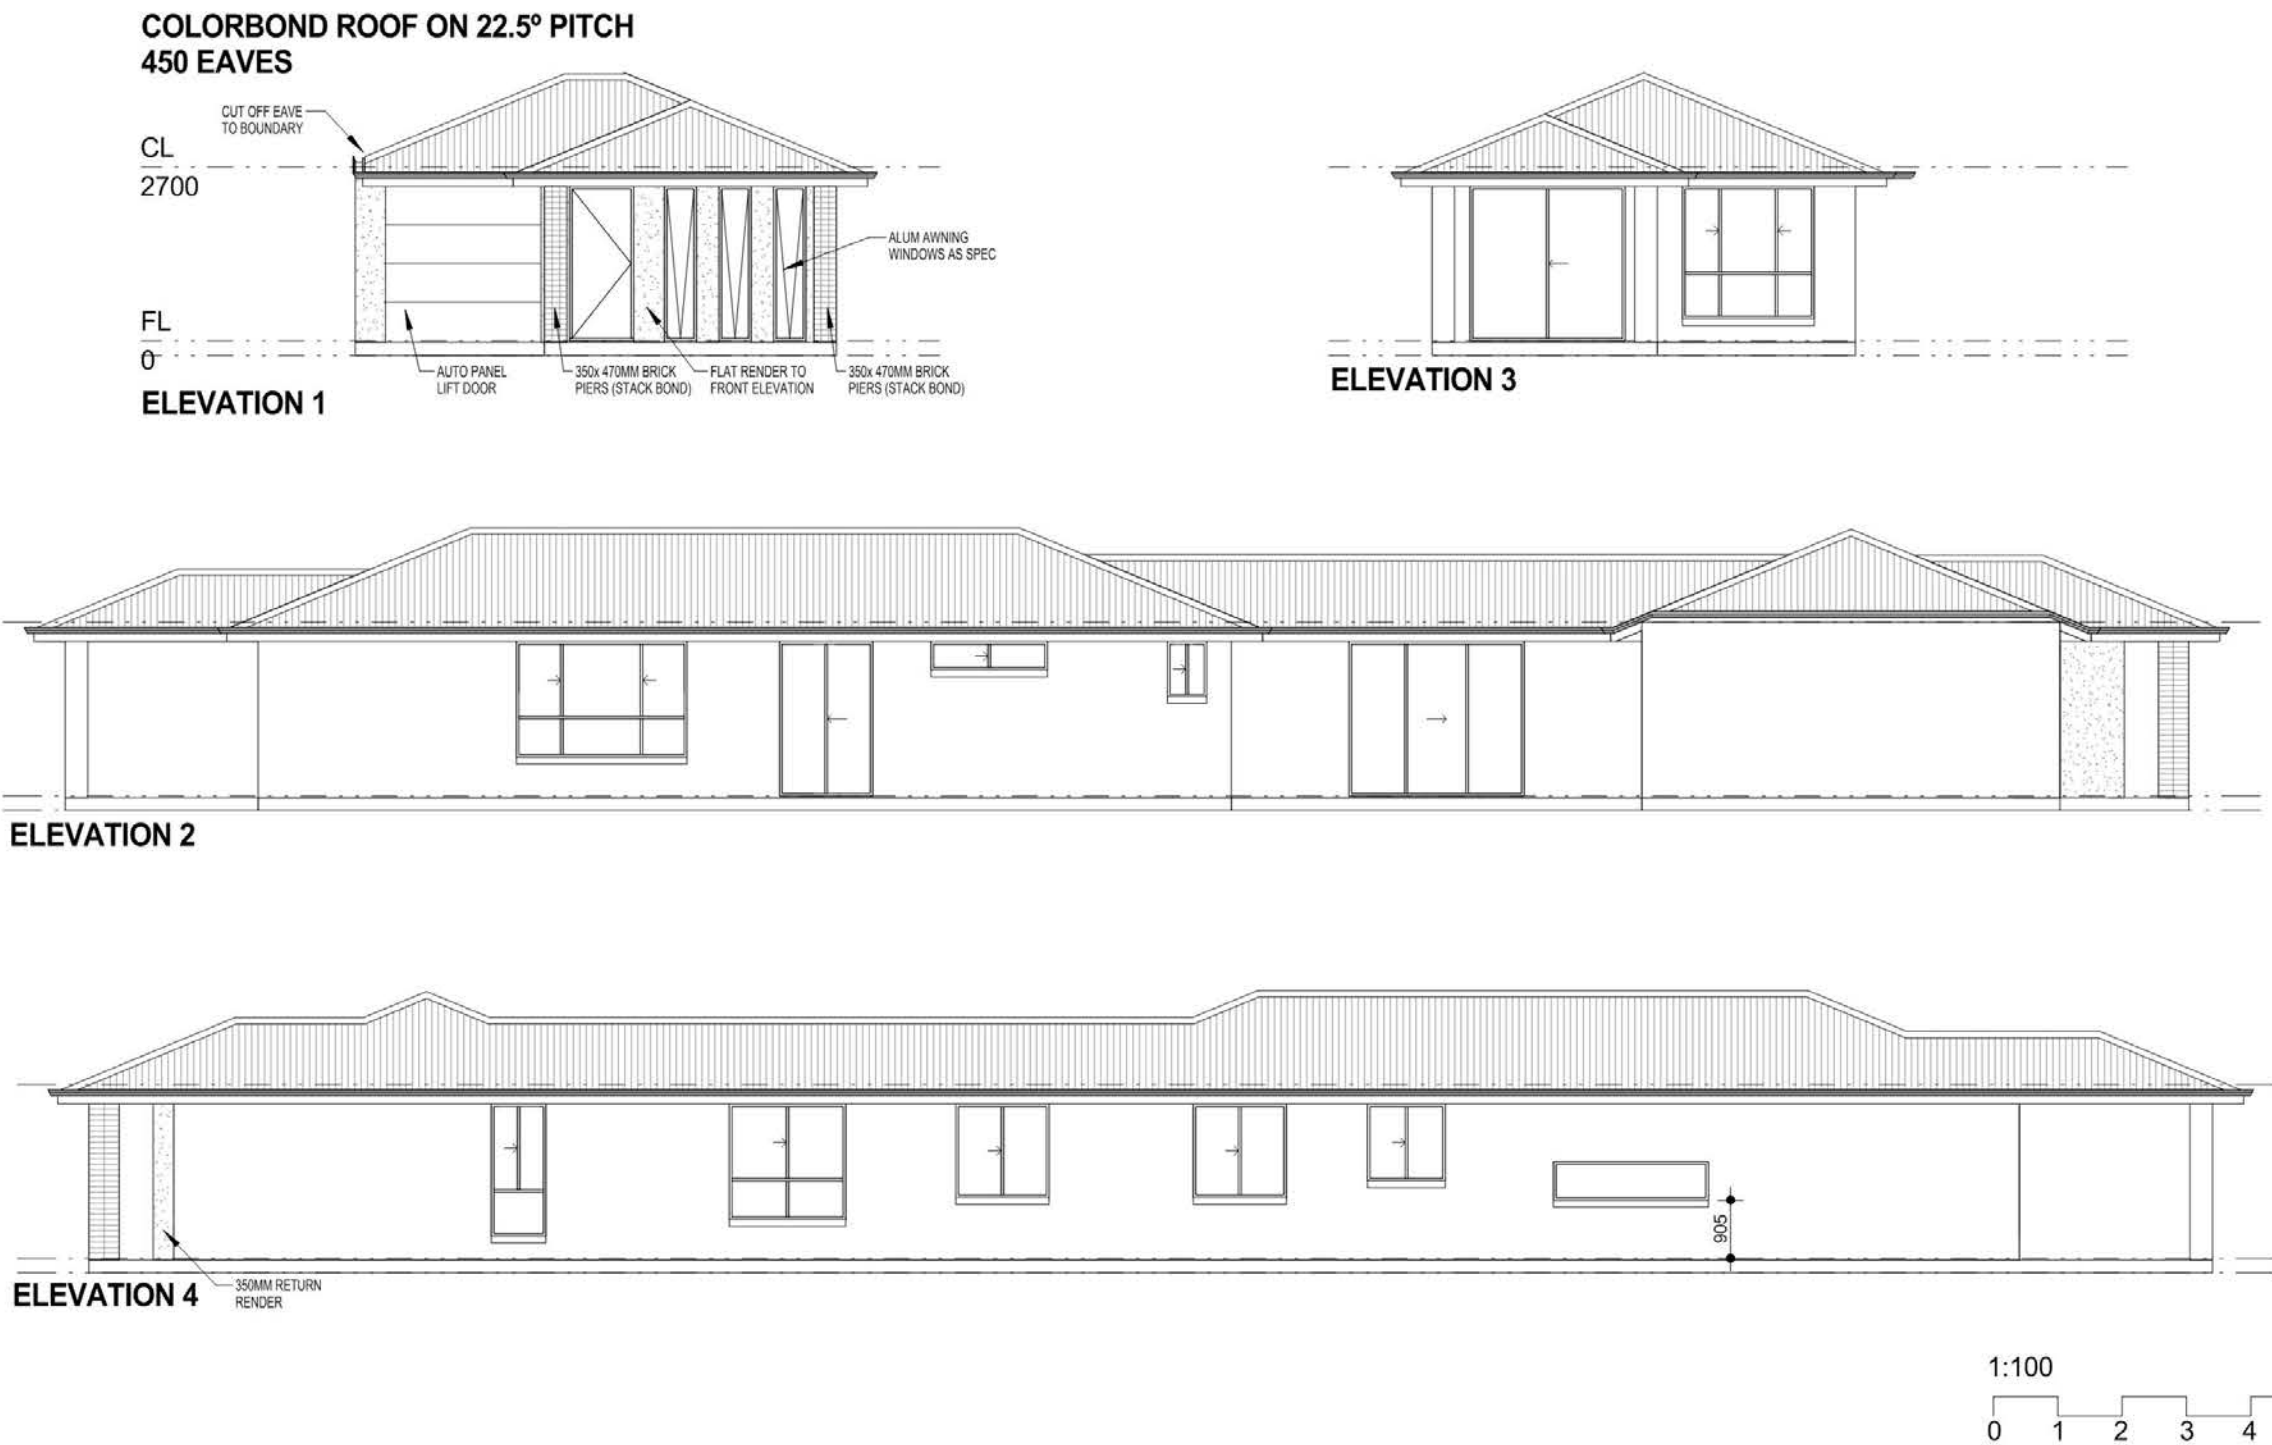 COLORBOND ROOF ON 22.5º PITCH
450 EAVES
CUT OFF EAVE
TO BOUNDARY
CL
2700
ALUM AWNING
WINDOWS AS SPEC
FL
0
AUTO PANEL
LIFT DOOR
350x 470MM BRICK
PIERS (STACK BOND)
FLAT RENDER TO
FRONT ELEVATION
350x 470MM BRICK
PIERS (STACK BOND)
ELEVATION 1
ELEVATION 3
ELEVATION 2
905
ELEVATION 4
350MM RETURN
RENDER
1:100
0 1 2 3 4